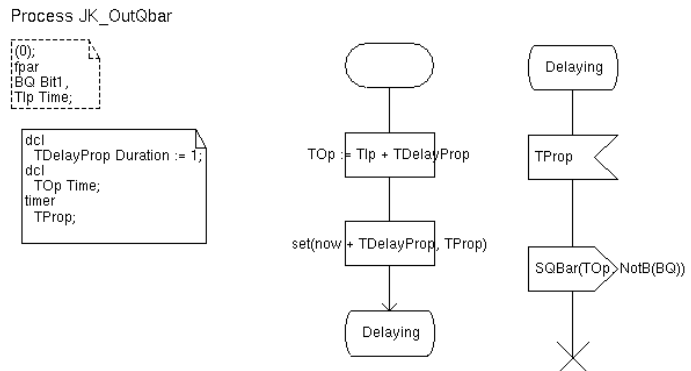 Process JK_OutQbar
(0);
fpar
BQ Bit1,
TIp Time;
dcl
TDelayProp Duration := 1;
dcl
TOp Time;
timer
TProp;
TOp := TIp + TDelayProp
set(now + TDelayProp, TProp)
Delaying
Delaying
TProp
SQBar(TOp, NotB(BQ))